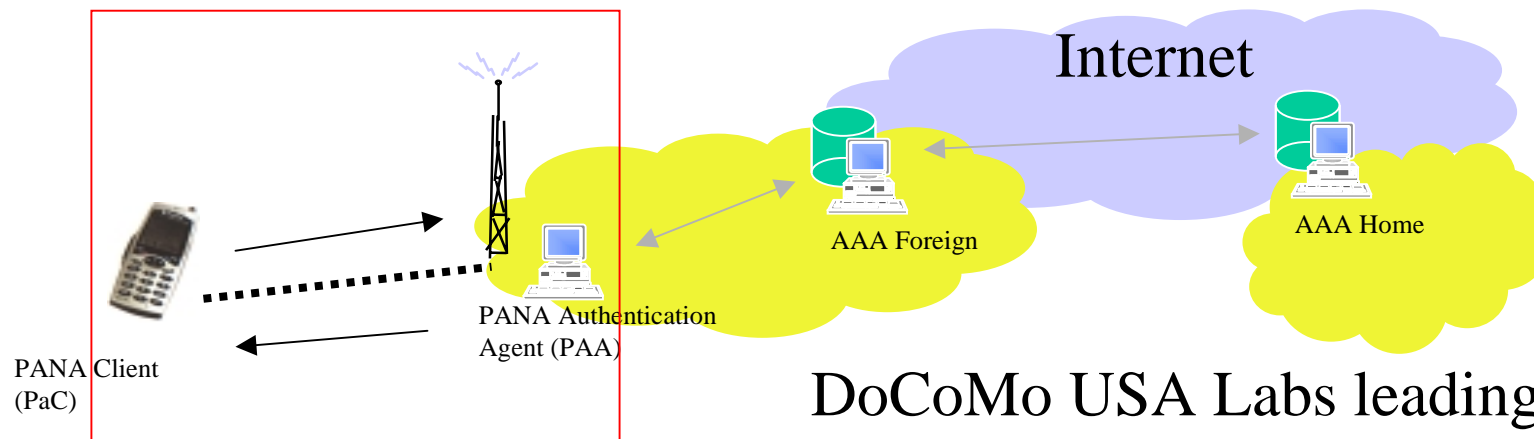 Internet
AAA Foreign
AAA Home
PANA Authentication
Agent (PAA)
PANA Client
(PaC)
DoCoMo USA Labs leading